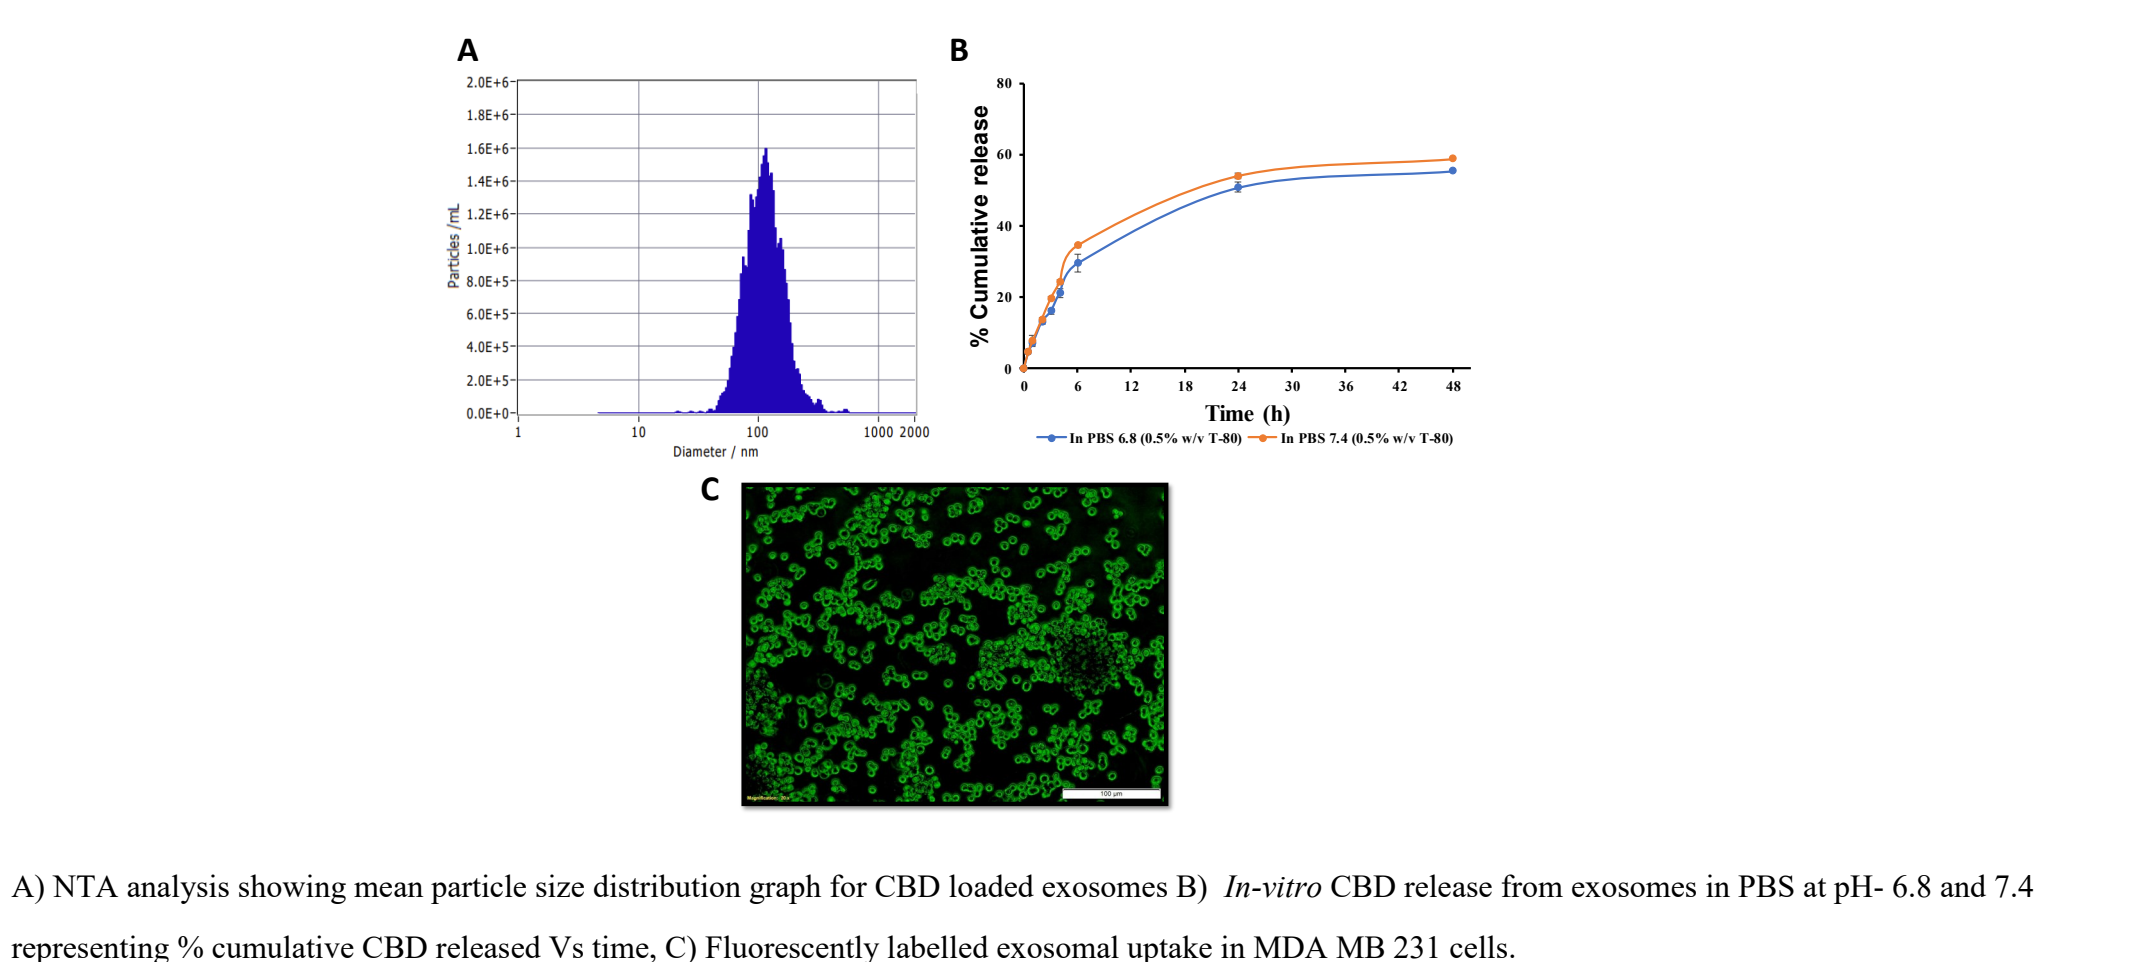 A
B
2.0E+6
1.8E+6
1.6E+6
1.4E+6
1.2E+6
1.0E+6
8.0E+5
6.0E+5
4.0E+5
2.0E+5
0.0E+0
Particles /mL
1 10 100 1000 2000
Diameter / nm
80
60
40
20
0
% Cumulative release
0 6 12 18 24 30 36 42 48
Time (h)
In PBS 6.8 (0.5% w/v T-80) In PBS 7.4 (0.5% w/v T-80)
C
Magnification:
100 µm
A) NTA analysis showing mean particle size distribution graph for CBD loaded exosomes B) In-vitro CBD release from exosomes in PBS at pH- 6.8 and 7.4
representing % cumulative CBD released Vs time, C) Fluorescently labelled exosomal uptake in MDA MB 231 cells.